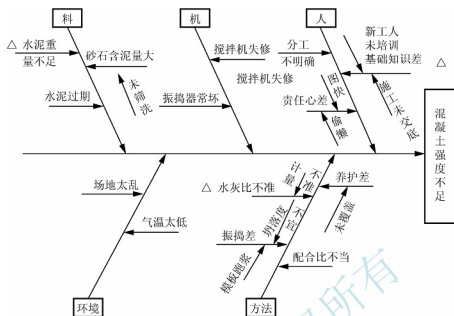 料
机
人
△ 水泥重
量不足
砂石含泥量大
未筛洗
水泥过期
搅拌机失修
搅拌机失修
振捣器常坏
分工
不明确
新工人
未培训
基础知识差
△
图快
责任心差
偷懒
施工未交底
混凝土强度不足
场地太乱
气温太低
计量不准
△ 水灰比不准
养护差
未覆盖
坍落度不宜
振捣差
模板跑浆
配合比不当
环境
方法
所有